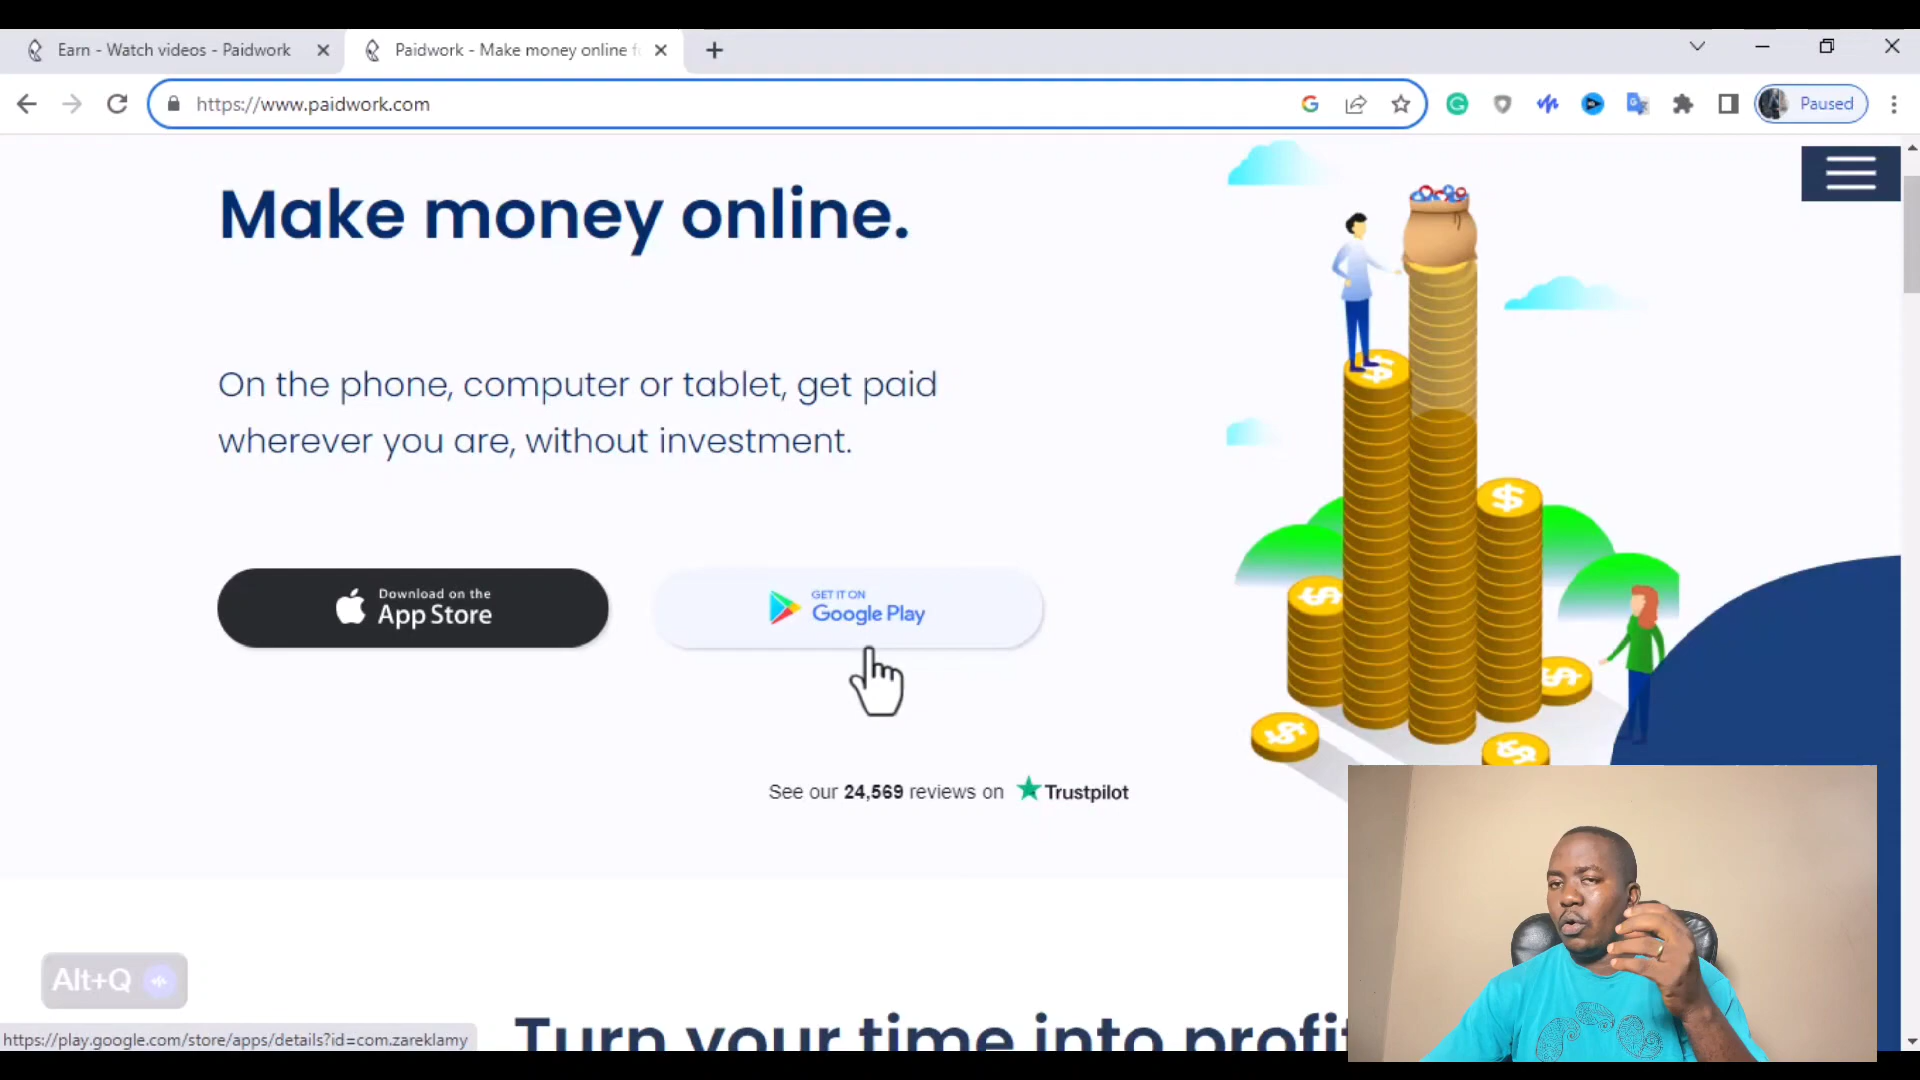 Earn - Watch videos - Paidwork
Paidwork - Make money online f
https://www.paidwork.com
Paused
Make money online.
On the phone, computer or tablet, get paid
wherever you are, without investment.
Download on the
App Store
GET IT ON
Google Play
See our 24,569 reviews on Trustpilot
Alt+Q
https://play.google.com/store/apps/details?id=com.zareklamy
Turn your time into profit